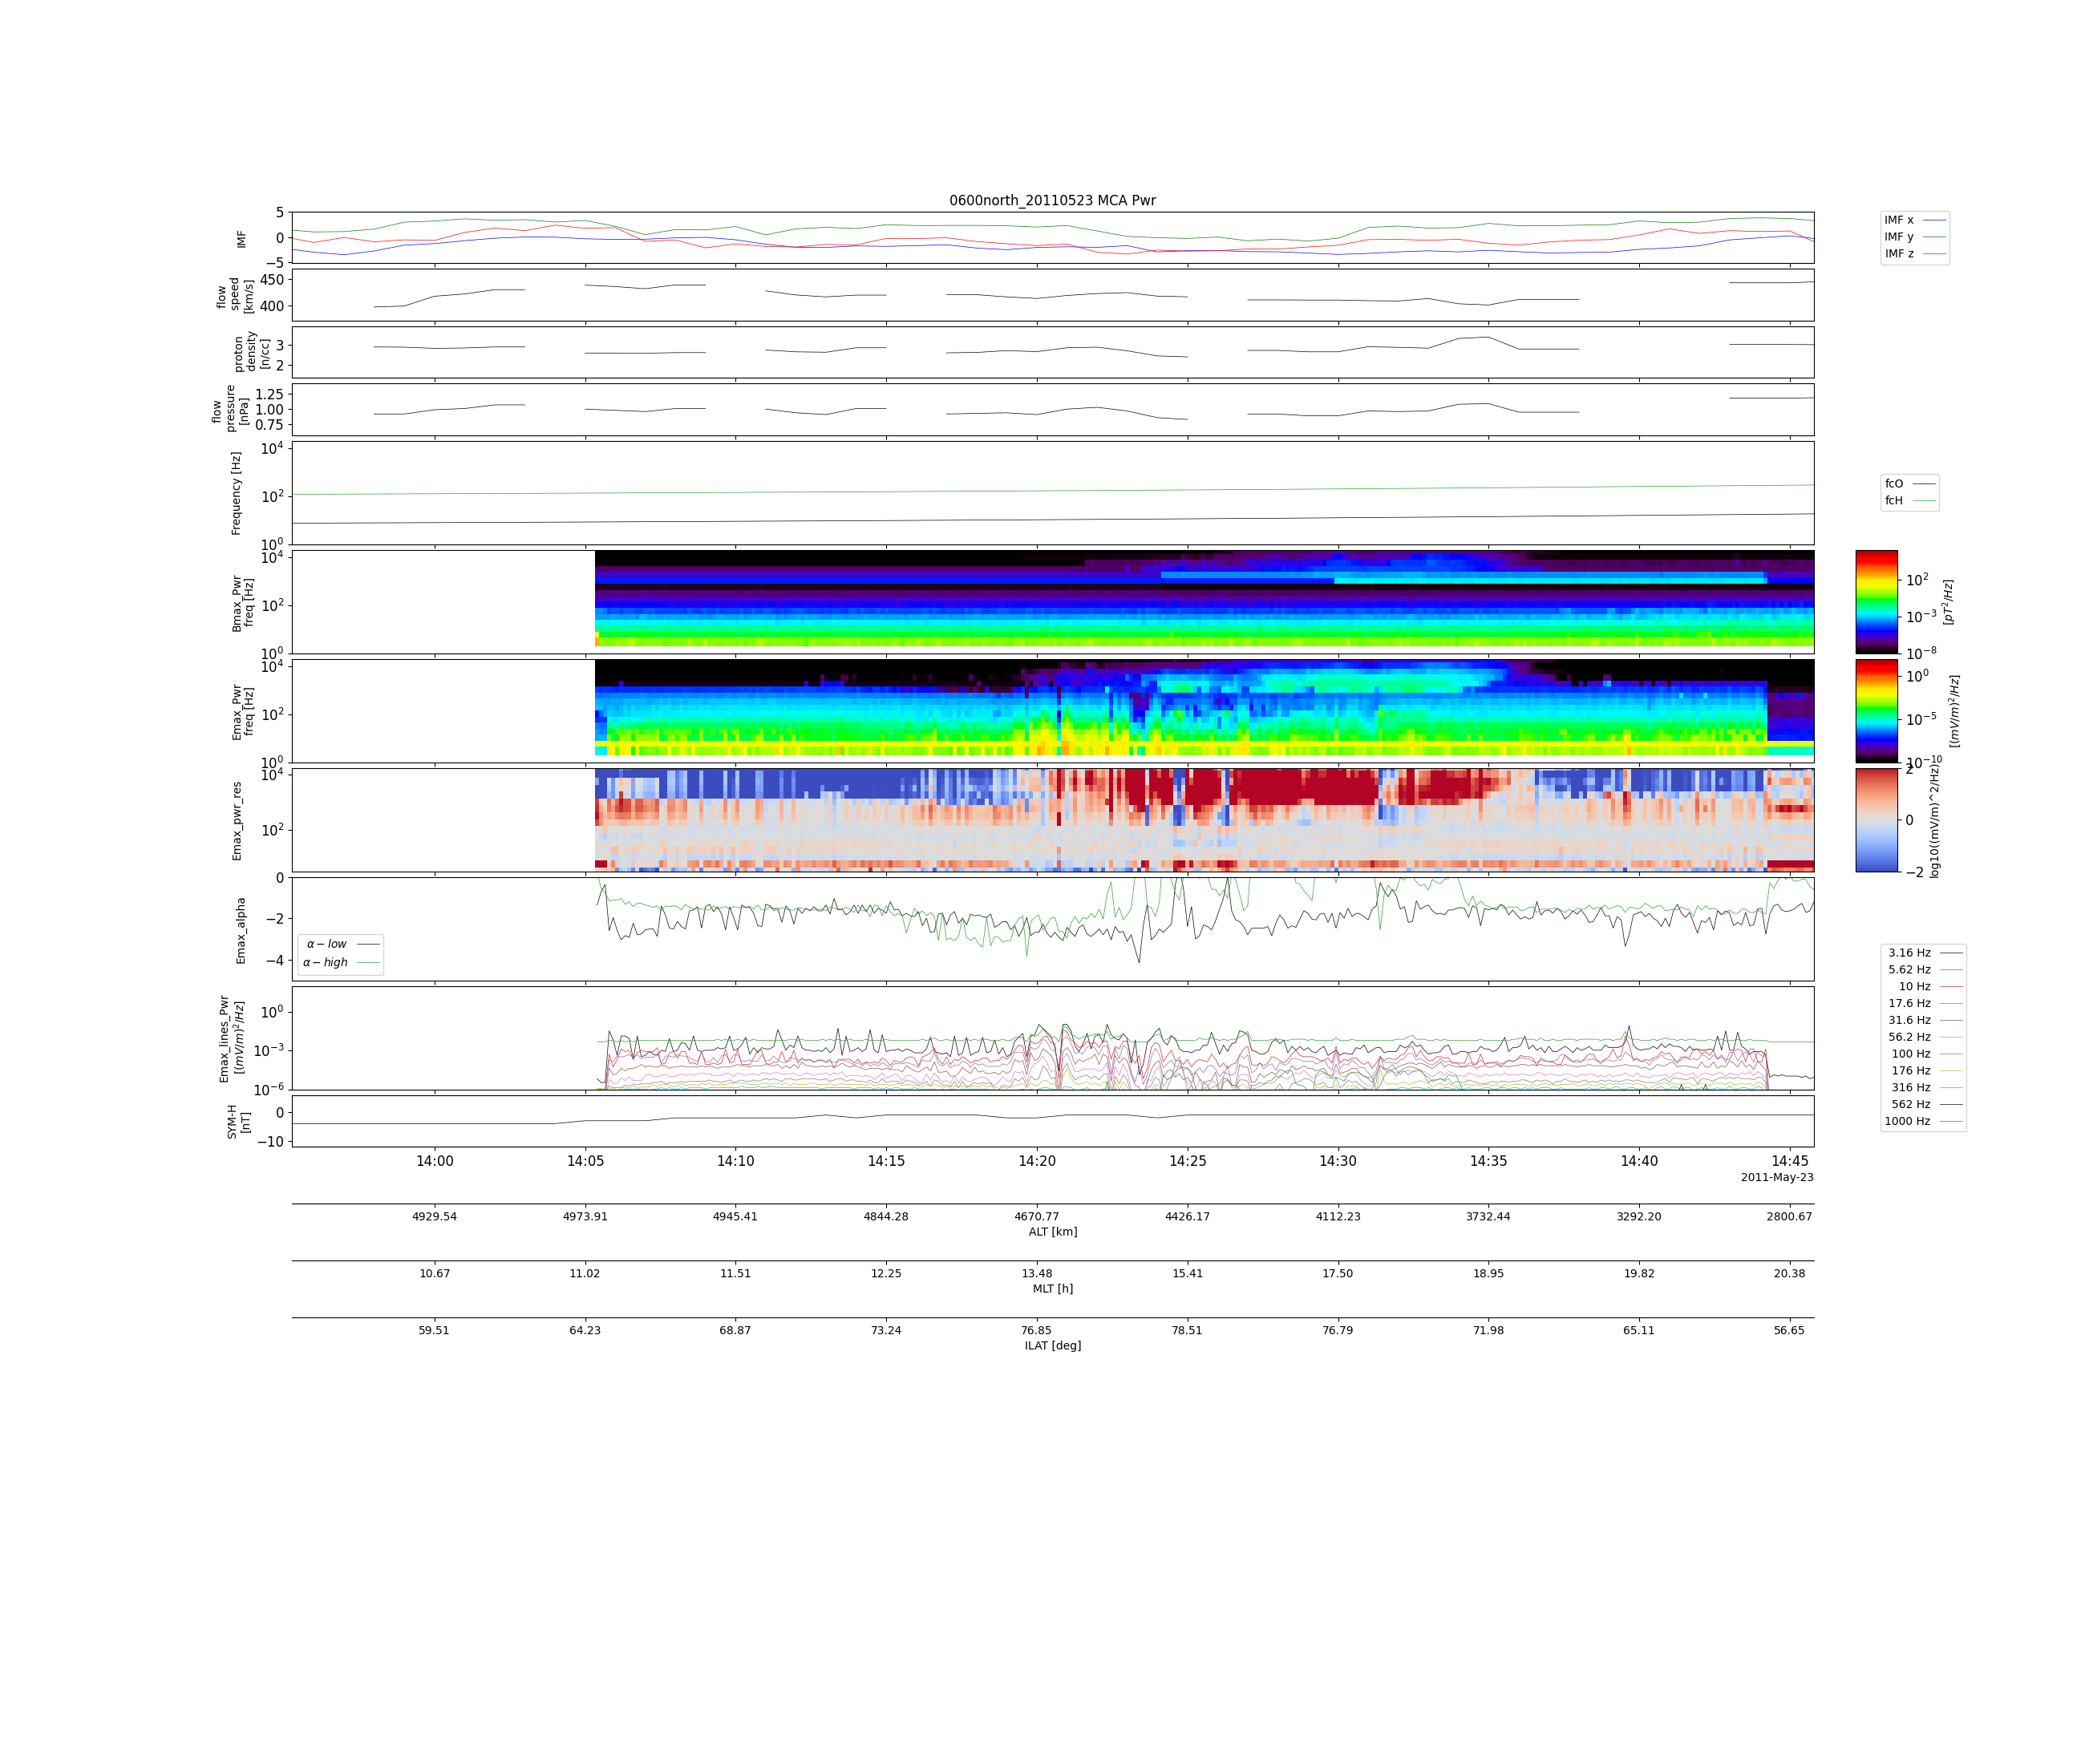 0600north_20110523 MCA Pwr
5
0
−5
IMF
IMF x
IMF y
IMF z
450
400
flow
speed
[km/s]
3
2
proton
density
[n/cc]
1.25
1.00
0.75
flow
pressure
[nPa]
10^4
10^2
10^0
Frequency [Hz]
fcO
fcH
10^4
10^2
10^0
Bmax_Pwr
freq [Hz]
10^2
10^−3
10^−8
[pT^2/Hz]
10^4
10^2
10^0
Emax_Pwr
freq [Hz]
10^0
10^−5
10^−10
[(mV/m)^2/Hz]
10^4
10^2
Emax_pwr_res
2
0
−2
log10((mV/m)^2/Hz)
0
−2
−4
Emax_alpha
α − low
α − high
10^0
10^−3
10^−6
Emax_lines_Pwr
[(mV/m)^2/Hz]
3.16 Hz
5.62 Hz
10 Hz
17.6 Hz
31.6 Hz
56.2 Hz
100 Hz
176 Hz
316 Hz
562 Hz
1000 Hz
0
−10
SYM-H
[nT]
14:00 14:05 14:10 14:15 14:20 14:25 14:30 14:35 14:40 14:45
2011-May-23
4929.54 4973.91 4945.41 4844.28 4670.77 4426.17 4112.23 3732.44 3292.20 2800.67
ALT [km]
10.67 11.02 11.51 12.25 13.48 15.41 17.50 18.95 19.82 20.38
MLT [h]
59.51 64.23 68.87 73.24 76.85 78.51 76.79 71.98 65.11 56.65
ILAT [deg]